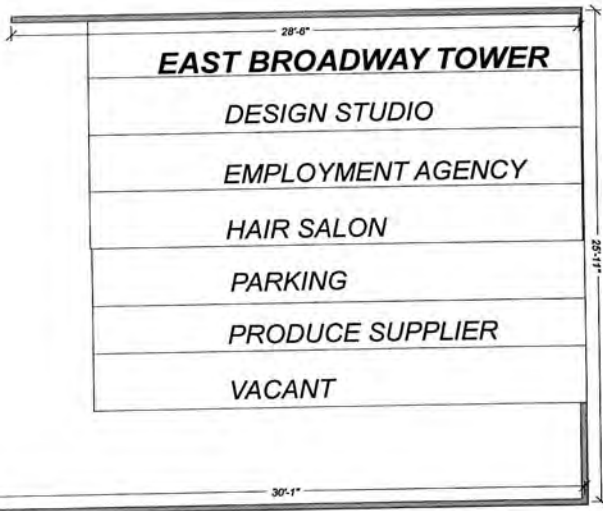 28'-6"
EAST BROADWAY TOWER
DESIGN STUDIO
EMPLOYMENT AGENCY
HAIR SALON
25'-11"
PARKING
PRODUCE SUPPLIER
VACANT
30'-1"